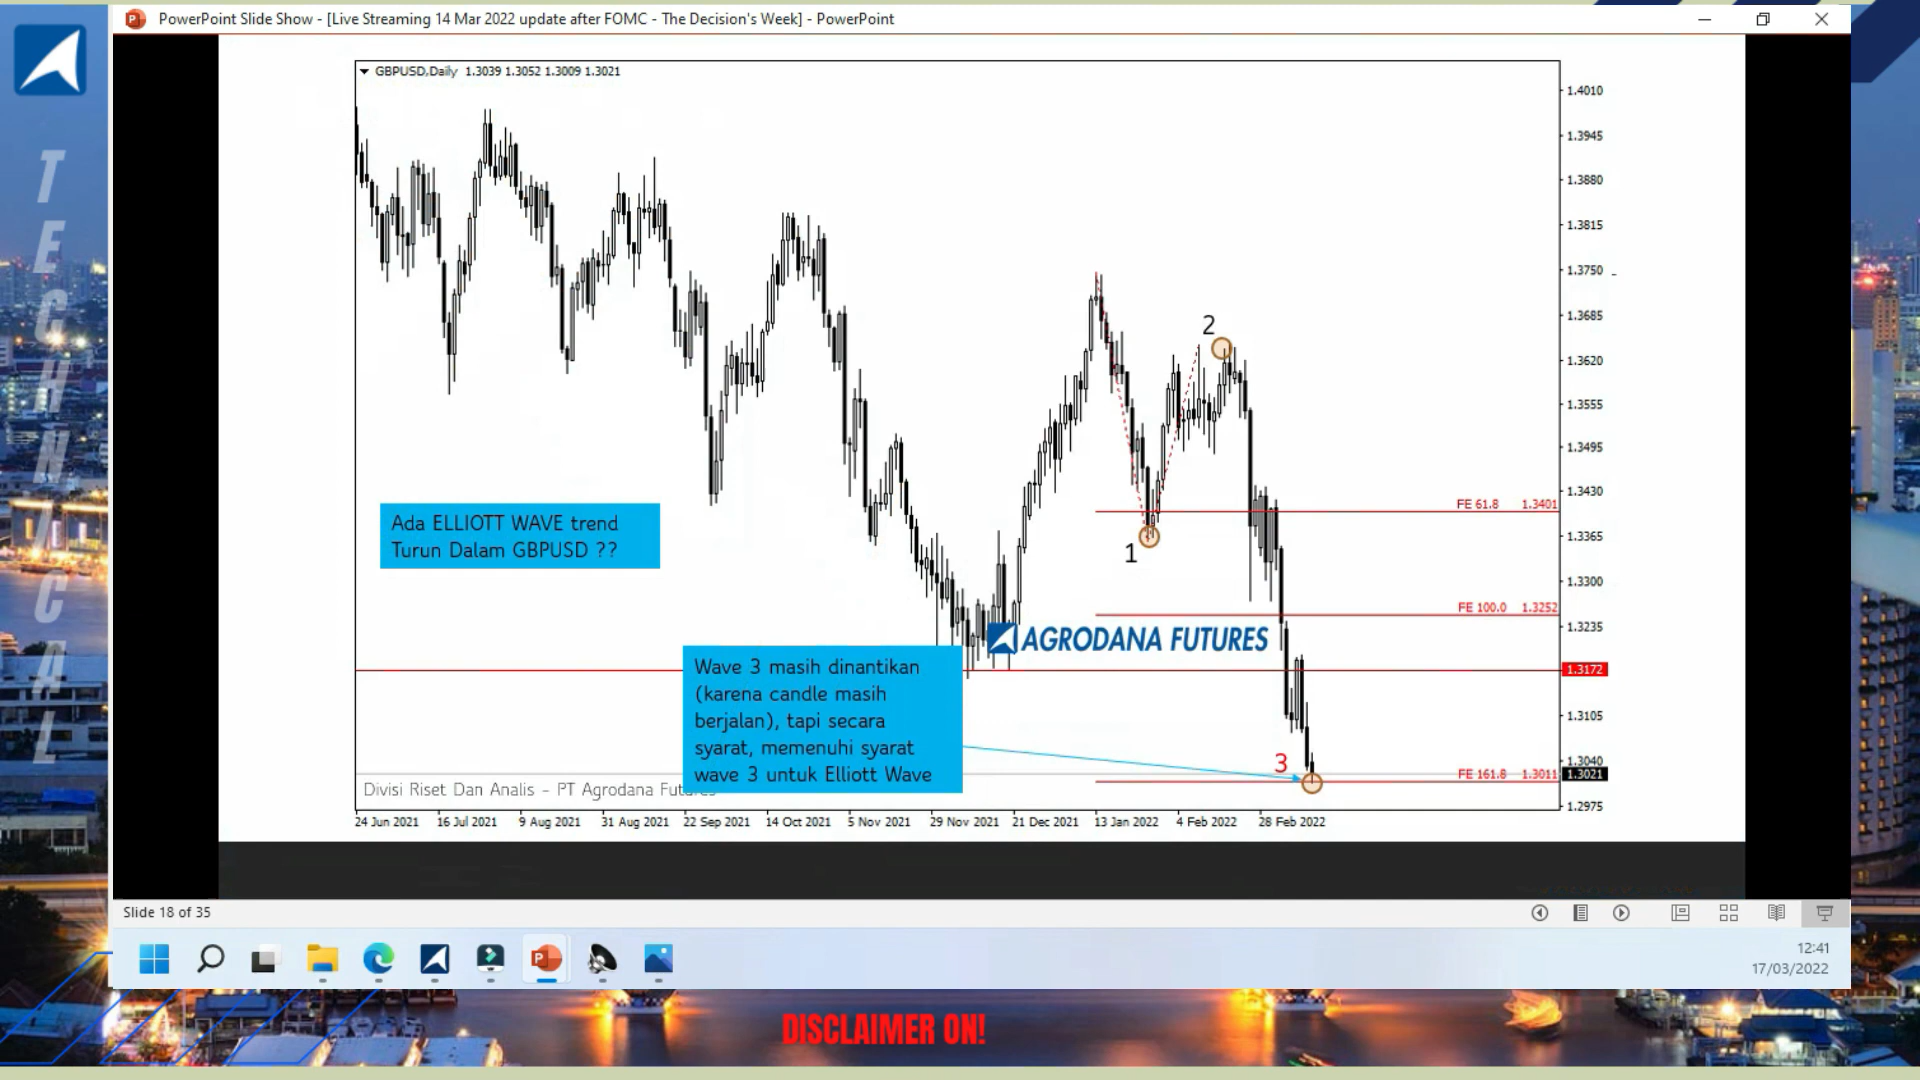 PowerPoint Slide Show - [Live Streaming 14 Mar 2022 update after FOMC - The Decision's Week] - PowerPoint
TECHNICAL
GBPUSD,Daily 1.3039 1.3052 1.3009 1.3021
1.4010
1.3945
1.3880
1.3815
1.3750
1.3685
1.3620
1.3555
1.3495
1.3430
1.3365
1.3300
1.3235
1.3172
1.3105
1.3040
1.3021
1.2975
2
1
3
FE 61.8 1.3401
FE 100.0 1.3252
FE 161.8 1.3011
Ada ELLIOTT WAVE trend
Turun Dalam GBPUSD ??
AGRODANA FUTURES
Wave 3 masih dinantikan
(karena candle masih
berjalan), tapi secara
syarat, memenuhi syarat
wave 3 untuk Elliott Wave
Divisi Riset Dan Analis - PT Agrodana Futures
24 Jun 2021 16 Jul 2021 9 Aug 2021 31 Aug 2021 22 Sep 2021 14 Oct 2021 5 Nov 2021 29 Nov 2021 21 Dec 2021 13 Jan 2022 4 Feb 2022 28 Feb 2022
Slide 18 of 35
12:41
17/03/2022
DISCLAIMER ON!